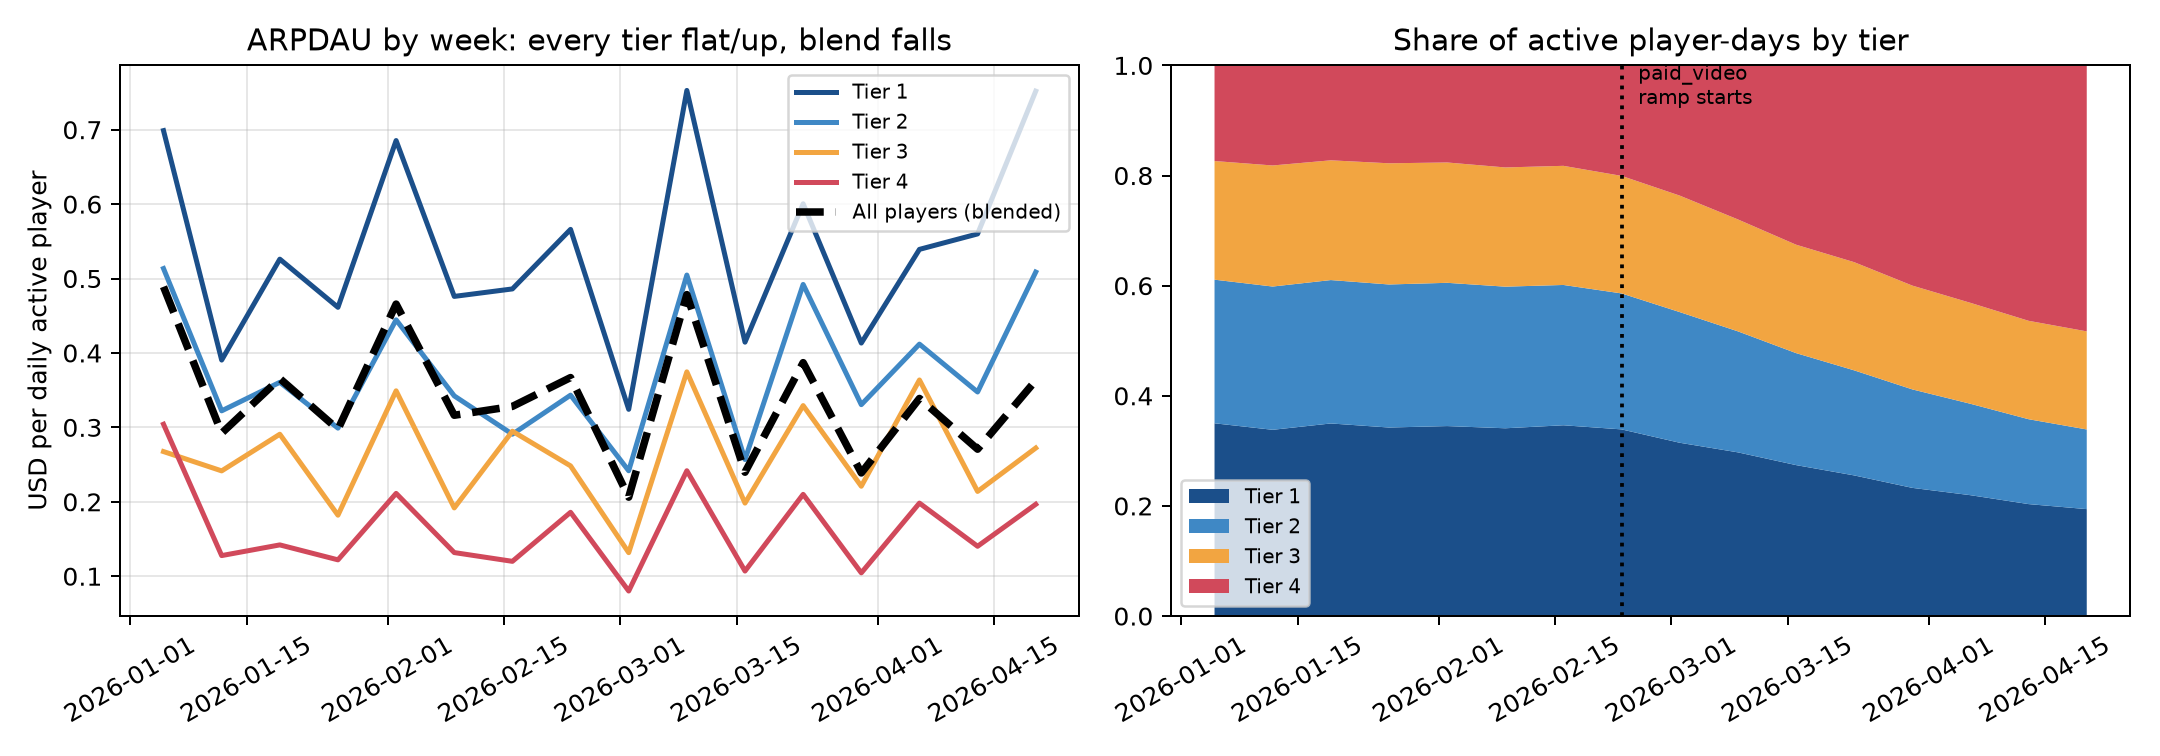 ARPDAU by week: every tier flat/up, blend falls
USD per daily active player
0.7
0.6
0.5
0.4
0.3
0.2
0.1
Tier 1
Tier 2
Tier 3
Tier 4
All players (blended)
2026-01-01
2026-01-15
2026-02-01
2026-02-15
2026-03-01
2026-03-15
2026-04-01
2026-04-15
Share of active player-days by tier
1.0
0.8
0.6
0.4
0.2
0.0
paid_video
ramp starts
Tier 1
Tier 2
Tier 3
Tier 4
2026-01-01
2026-01-15
2026-02-01
2026-02-15
2026-03-01
2026-03-15
2026-04-01
2026-04-15